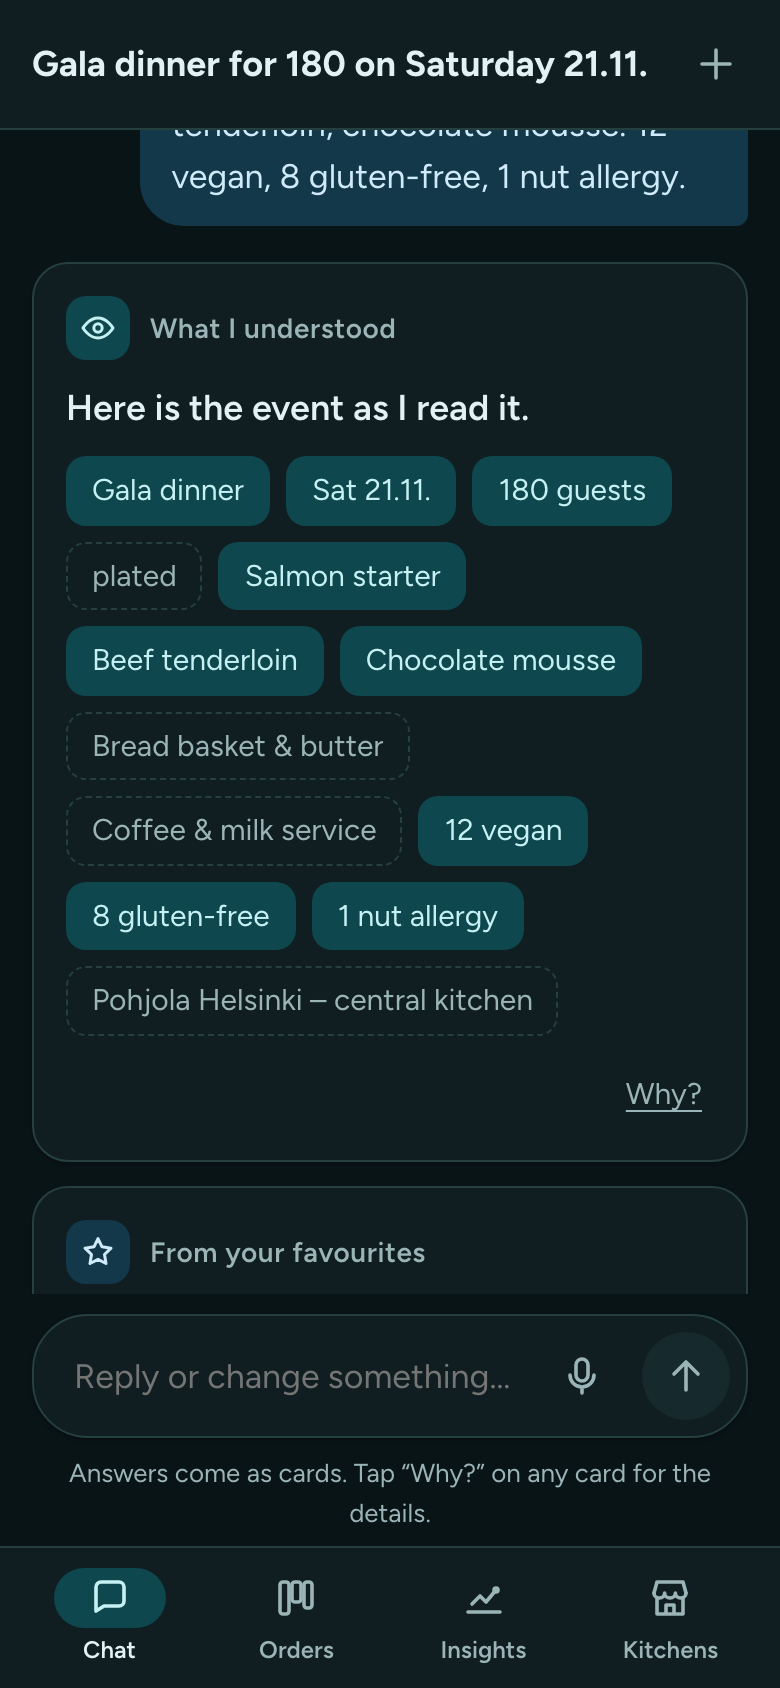 Gala dinner for 180 on Saturday 21.11.
tenderloin, chocolate mousse. 12
vegan, 8 gluten-free, 1 nut allergy.
What I understood
Here is the event as I read it.
Gala dinner
Sat 21.11.
180 guests
plated
Salmon starter
Beef tenderloin
Chocolate mousse
Bread basket & butter
Coffee & milk service
12 vegan
8 gluten-free
1 nut allergy
Pohjola Helsinki – central kitchen
Why?
From your favourites
Reply or change something...
Answers come as cards. Tap “Why?” on any card for the
details.
Chat
Orders
Insights
Kitchens